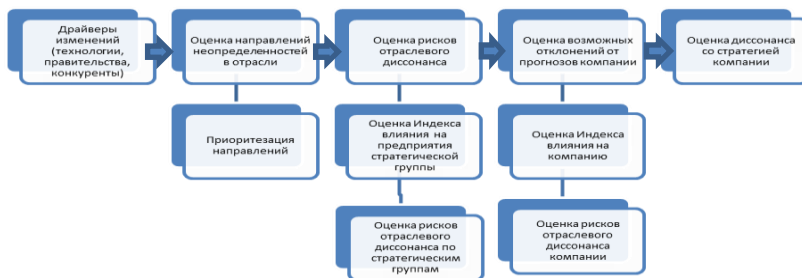 Драйверы
изменений
(технологии,
правительства,
конкуренты)
Оценка направлений
неопределенностей
в отрасли
Оценка рисков
отраслевого
диссонанса
Оценка возможных
отклонений от
прогнозов компании
Оценка диссонанса
со стратегией
компании
Приоритезация
направлений
Оценка Индекса
влияния на
предприятия
стратегической
группы
Оценка Индекса
влияния на
компанию
Оценка рисков
отраслевого
диссонанса по
стратегическим
группам
Оценка рисков
отраслевого
диссонанса
компании